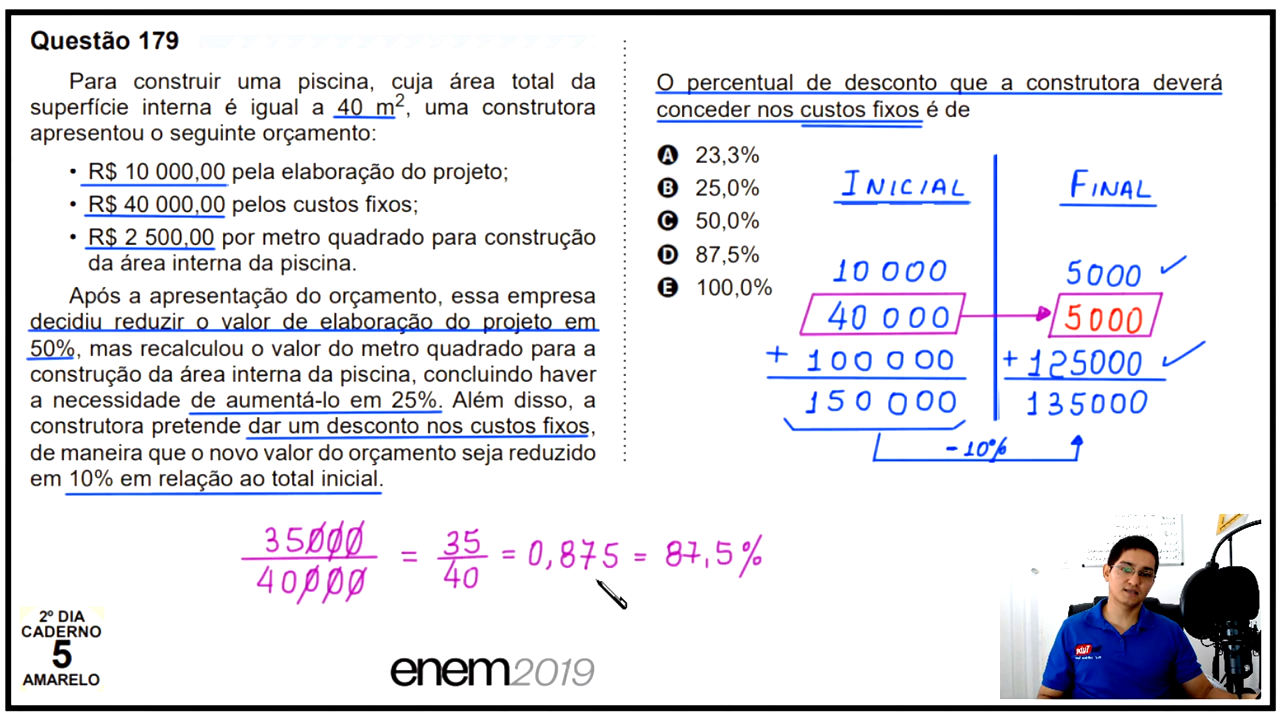 Questão 179
Para construir uma piscina, cuja área total da
superfície interna é igual a 40 m², uma construtora
apresentou o seguinte orçamento:
• R$ 10 000,00 pela elaboração do projeto;
• R$ 40 000,00 pelos custos fixos;
• R$ 2 500,00 por metro quadrado para construção
da área interna da piscina.
Após a apresentação do orçamento, essa empresa
decidiu reduzir o valor de elaboração do projeto em
50%, mas recalculou o valor do metro quadrado para a
construção da área interna da piscina, concluindo haver
a necessidade de aumentá-lo em 25%. Além disso, a
construtora pretende dar um desconto nos custos fixos,
de maneira que o novo valor do orçamento seja reduzido
em 10% em relação ao total inicial.
O percentual de desconto que a construtora deverá
conceder nos custos fixos é de
A 23,3%
B 25,0%
C 50,0%
D 87,5%
E 100,0%
INICIAL
10 000
40 000
+ 100 000
150 000
FINAL
5000
5000
+ 125000
135000
-10%
35000
40000
= 35
40
= 0,875 = 87,5%
2º DIA
CADERNO
5
AMARELO
enem2019